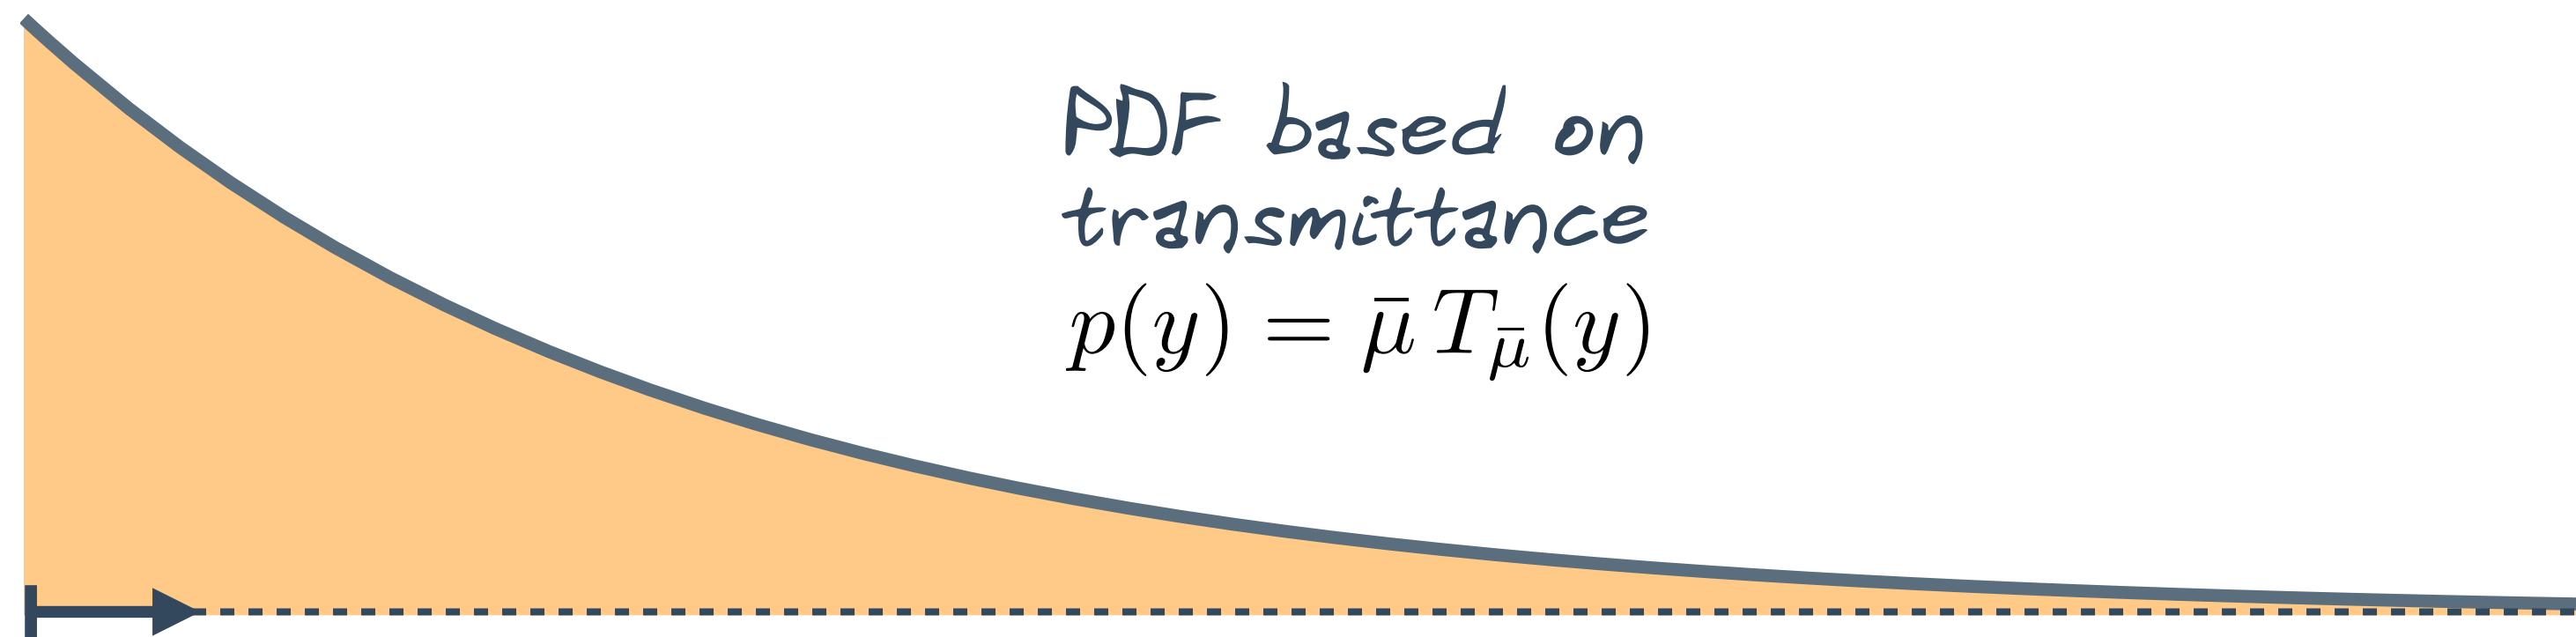 PDF based on
transmittance
p(y) = μ̄ T_μ̄(y)